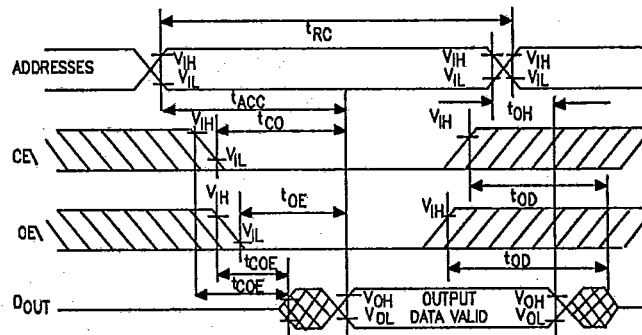 tRC
ADDRESSES VIH VIL VIH VIL VIH VIL
tACC
tCO tOH
VIH VIH
CE\ VIL
tOE tOD
VIH VIH
OE\ VIL
tCOE tOD
tCOE
DOUT VOH VOL OUTPUT DATA VALID VOH VOL